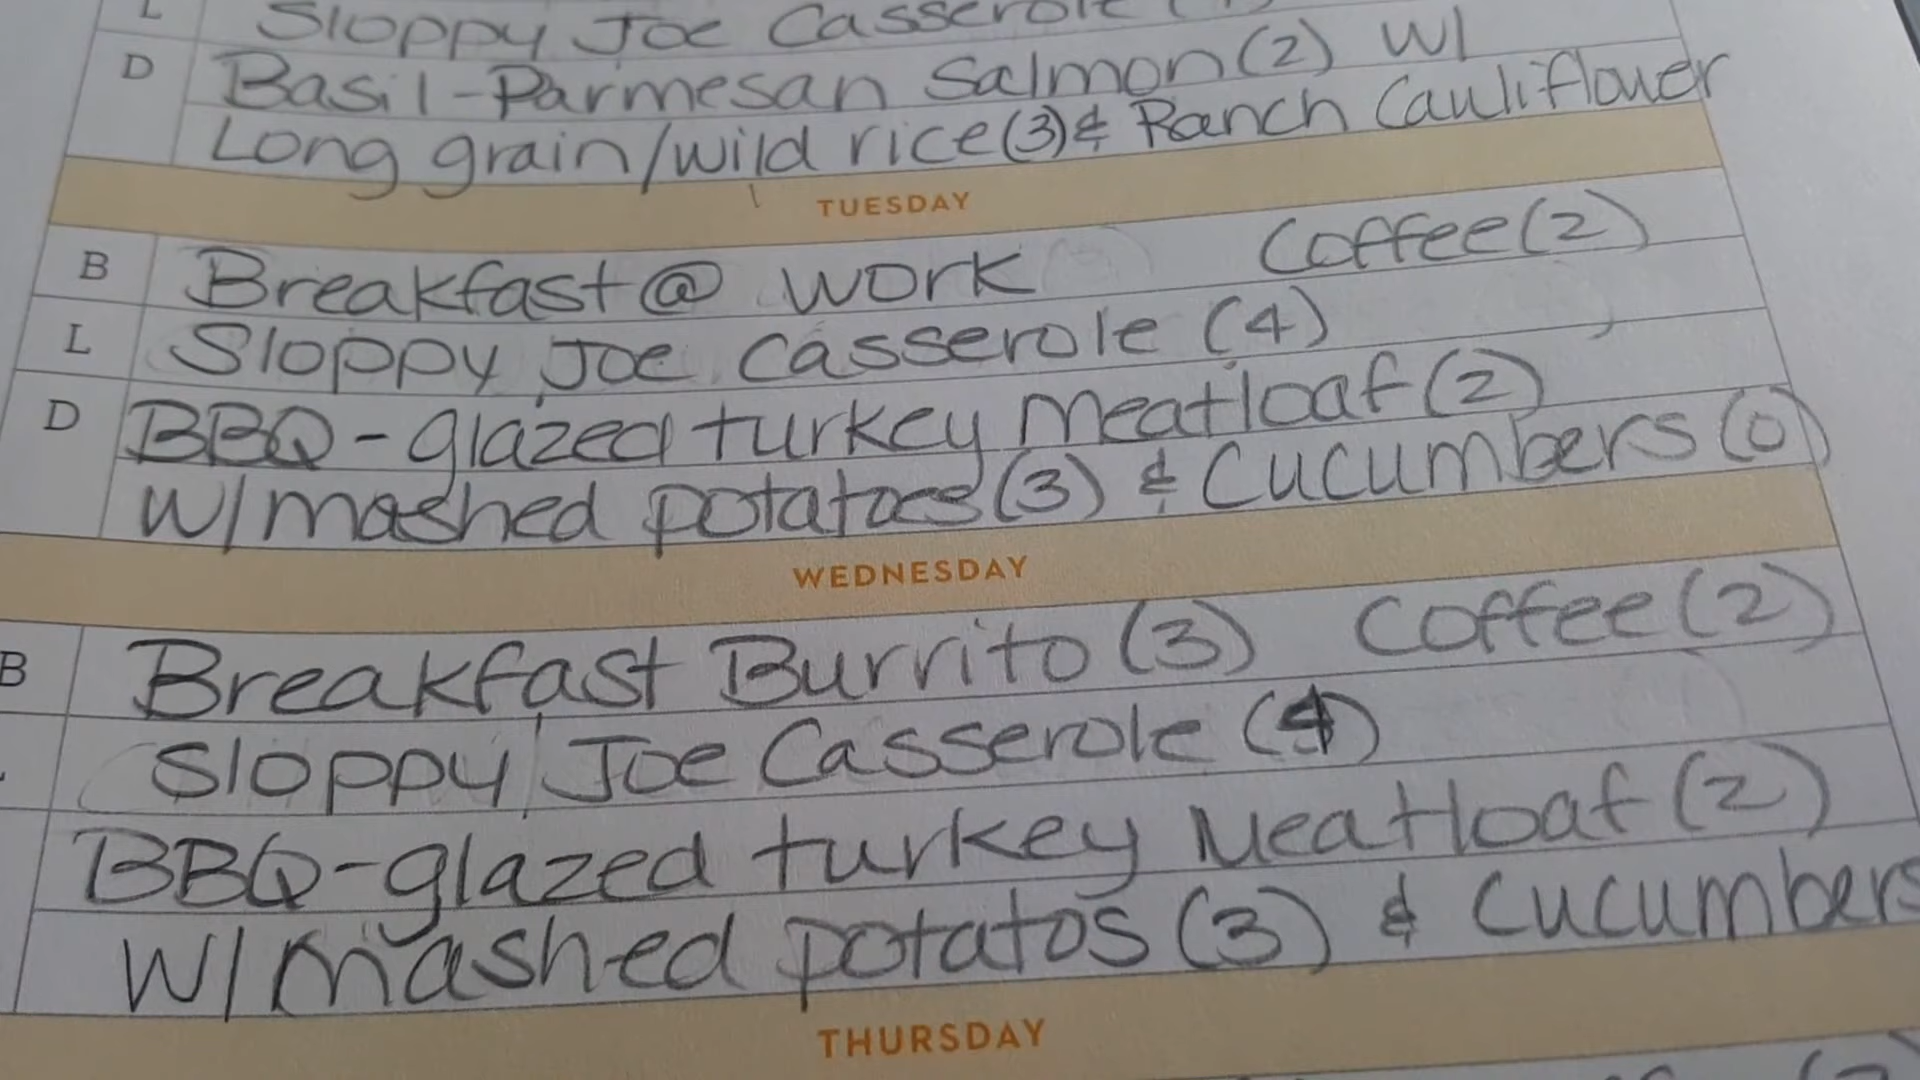 L Sloppy Joe Casserole
D Basil-Parmesan Salmon (2) W/
Long grain/wild rice (3) & Ranch Cauliflower
TUESDAY
B Breakfast @ work Coffee (2)
L Sloppy Joe Casserole (4)
D BBQ-glazed turkey Meatloaf (2)
W/ mashed potatoes (3) & Cucumbers (0)
WEDNESDAY
B Breakfast Burrito (3) Coffee (2)
Sloppy Joe Casserole (4)
BBQ-glazed turkey Meatloaf (2)
W/ mashed potatos (3) & Cucumbers
THURSDAY